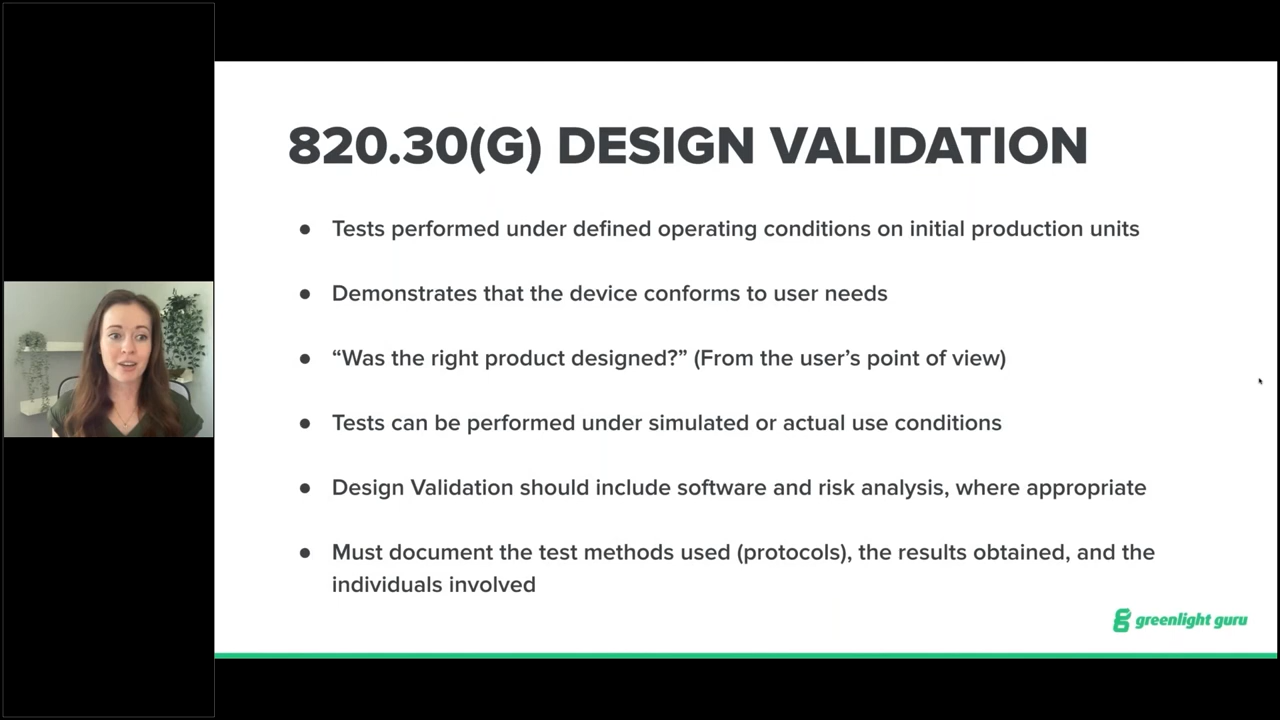 820.30(G) DESIGN VALIDATION
● Tests performed under defined operating conditions on initial production units
● Demonstrates that the device conforms to user needs
● “Was the right product designed?” (From the user’s point of view)
● Tests can be performed under simulated or actual use conditions
● Design Validation should include software and risk analysis, where appropriate
● Must document the test methods used (protocols), the results obtained, and the
individuals involved
greenlight guru